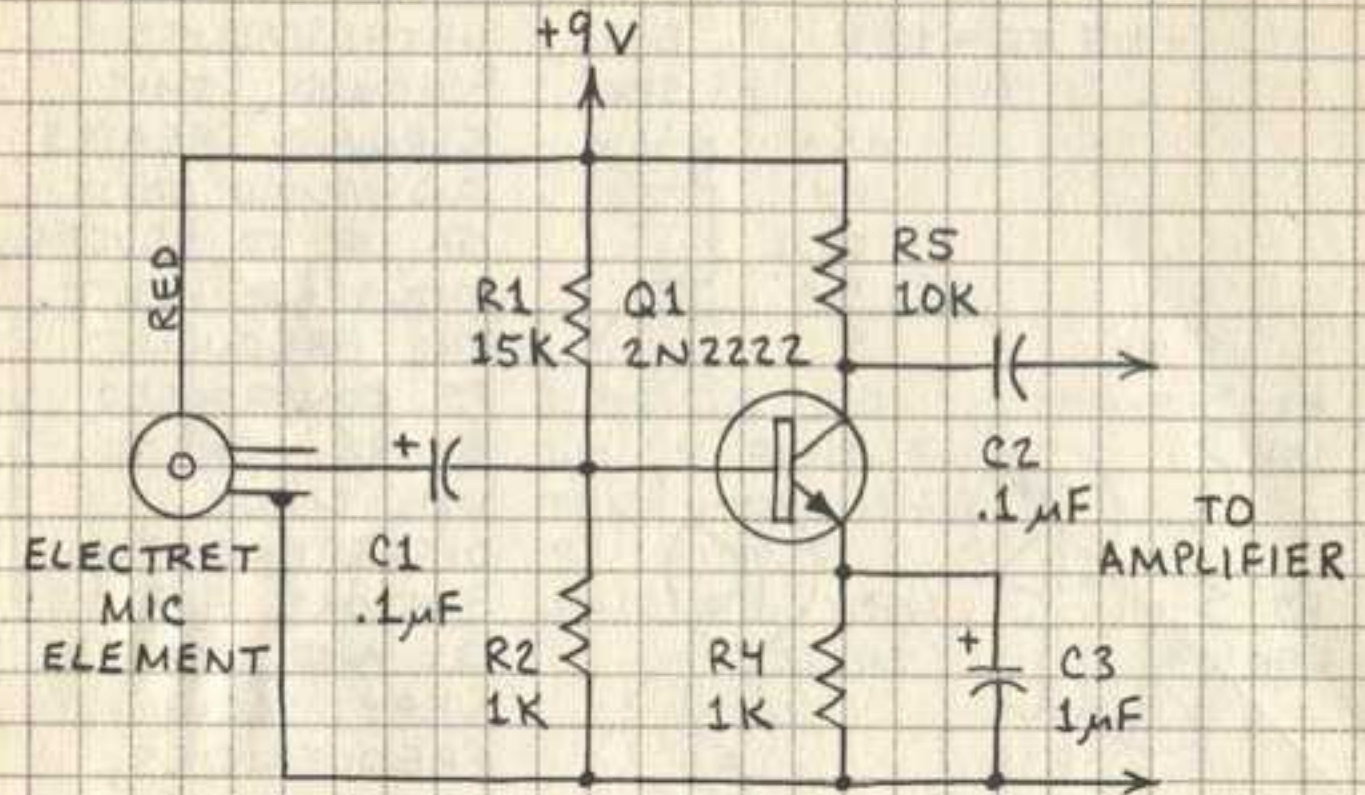 +9V
RED
R1
15K
Q1
2N2222
R5
10K
+
C1
.1µF
C2
.1µF
TO
AMPLIFIER
ELECTRET
MIC
ELEMENT
R2
1K
R4
1K
+
C3
1µF